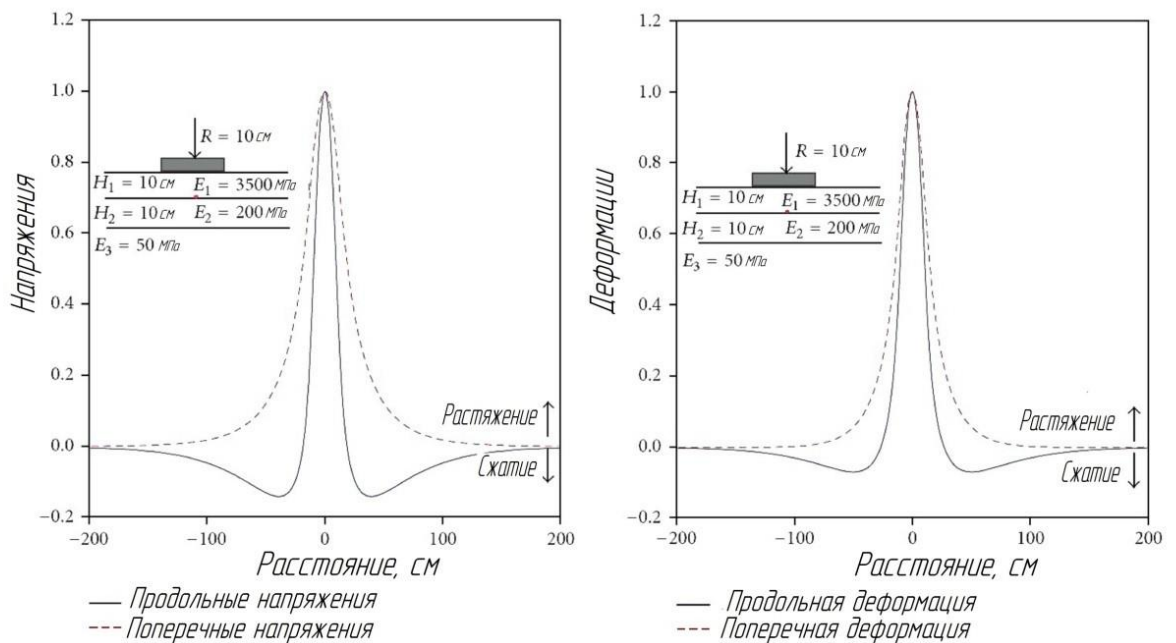 1.2
1.0
0.8
0.6
0.4
0.2
0.0
−0.2
Напряжения
R = 10 см
H1 = 10 см E1 = 3500 МПа
H2 = 10 см E2 = 200 МПа
E3 = 50 МПа
Растяжение
Сжатие
−200 −100 0 100 200
Расстояние, см
Продольные напряжения
Поперечные напряжения
1.2
1.0
0.8
0.6
0.4
0.2
0.0
−0.2
Деформации
R = 10 см
H1 = 10 см E1 = 3500 МПа
H2 = 10 см E2 = 200 МПа
E3 = 50 МПа
Растяжение
Сжатие
−200 −100 0 100 200
Расстояние, см
Продольная деформация
Поперечная деформация